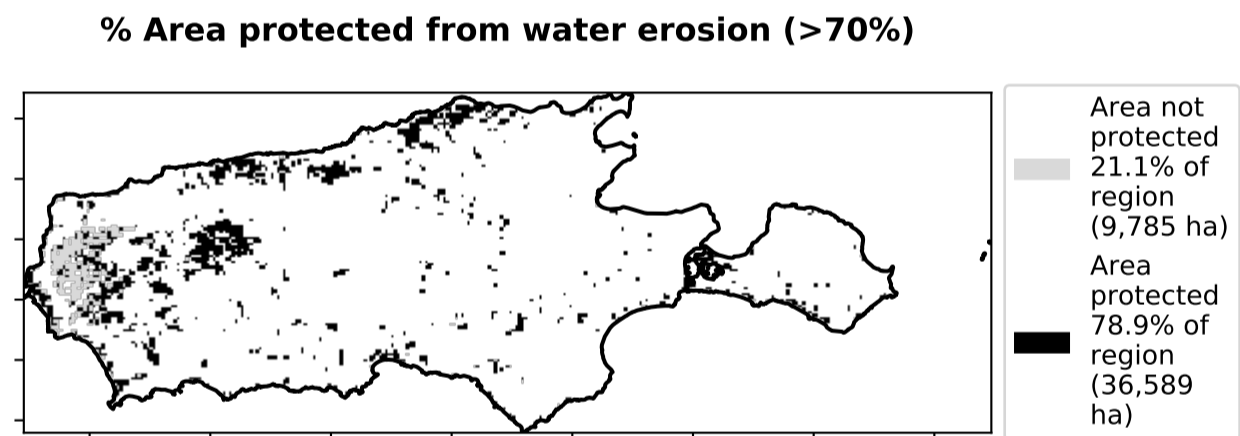 % Area protected from water erosion (>70%)
Area not
protected
21.1% of
region
(9,785 ha)
Area
protected
78.9% of
region
(36,589
ha)